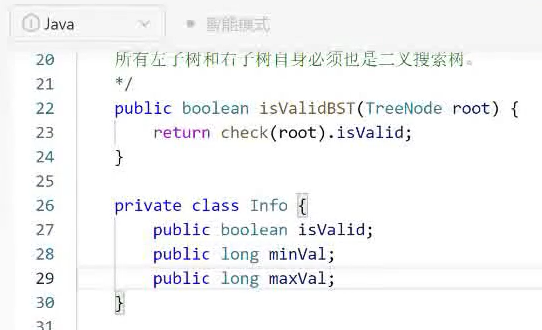 Java
智能模式
20 所有左子树和右子树自身必须也是二叉搜索树。
21 */
22 public boolean isValidBST(TreeNode root) {
23 return check(root).isValid;
24 }
25
26 private class Info {
27 public boolean isValid;
28 public long minVal;
29 public long maxVal;
30 }
31